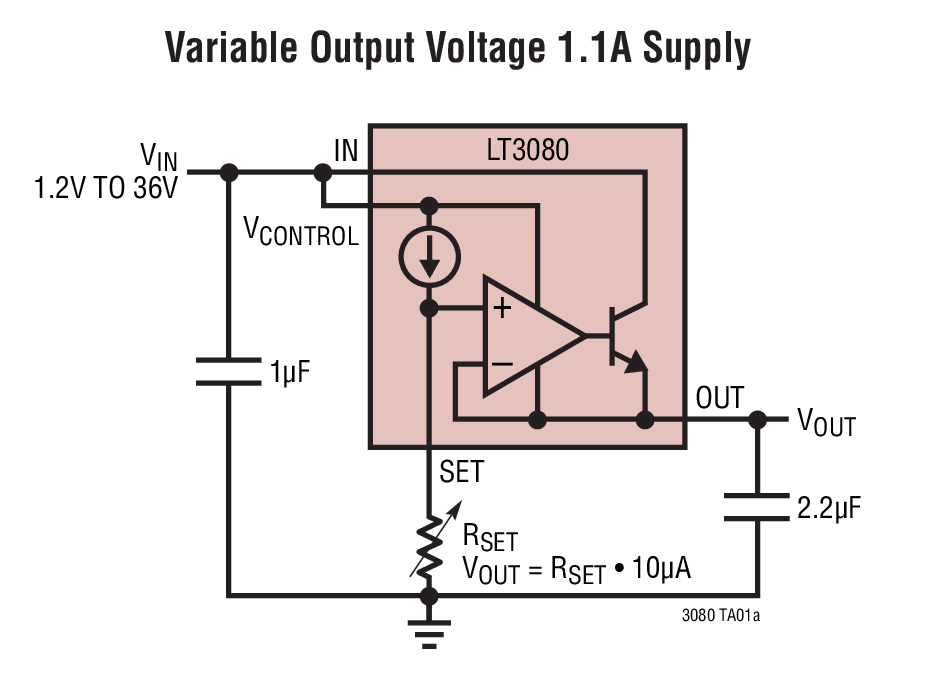 Variable Output Voltage 1.1A Supply
IN
LT3080
VIN
1.2V TO 36V
VCONTROL
+
–
1µF
OUT
VOUT
SET
2.2µF
RSET
VOUT = RSET • 10µA
3080 TA01a